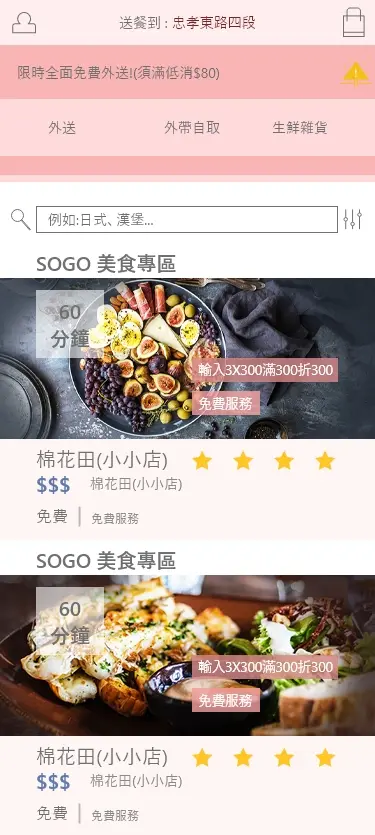 送餐到 : 忠孝東路四段
限時全面免費外送!(須滿低消$80)
外送 外帶自取 生鮮雜貨
例如:日式、漢堡...
SOGO 美食專區
60
分鐘
輸入3X300滿300折300
免費服務
棉花田(小小店)
$$$ 棉花田(小小店)
免費 | 免費服務
SOGO 美食專區
60
分鐘
輸入3X300滿300折300
免費服務
棉花田(小小店)
$$$ 棉花田(小小店)
免費 | 免費服務